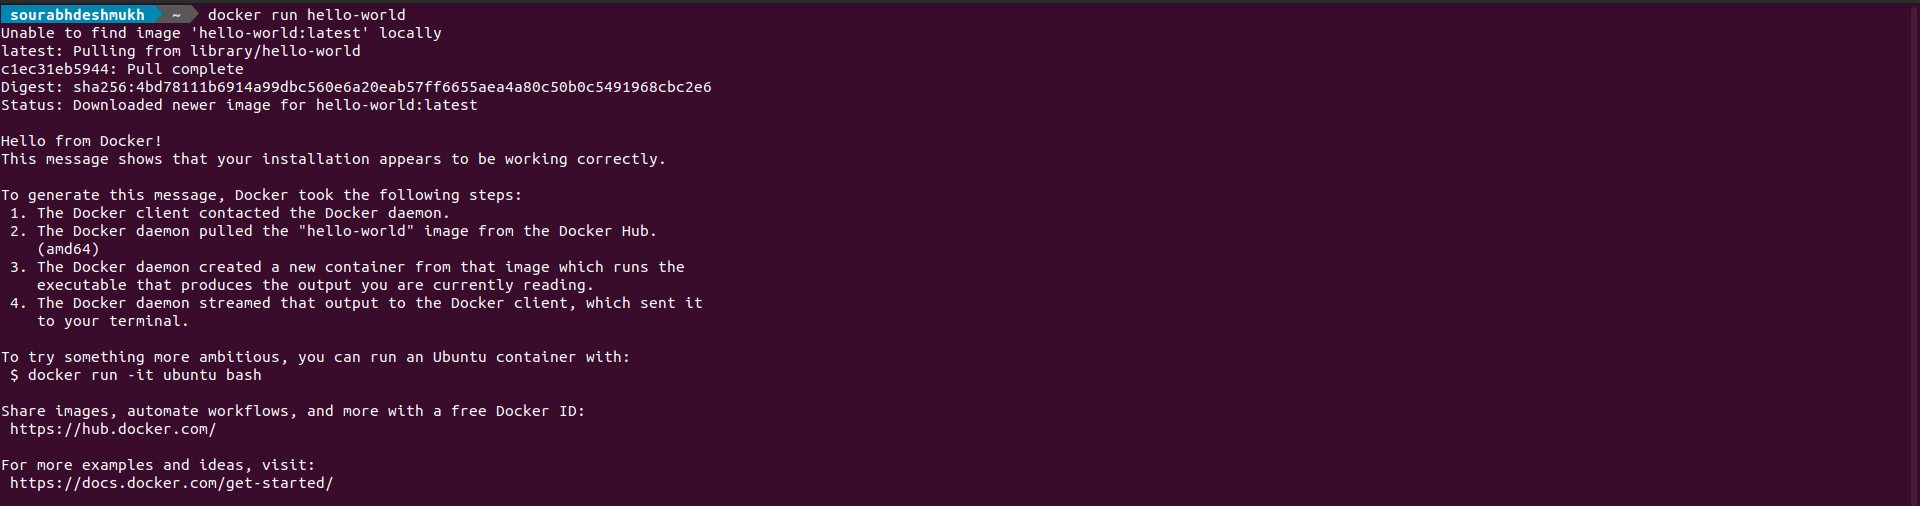 sourabhdeshmukh ~ docker run hello-world
Unable to find image 'hello-world:latest' locally
latest: Pulling from library/hello-world
c1ec31eb5944: Pull complete
Digest: sha256:4bd78111b6914a99dbc560e6a20eab57ff6655aea4a80c50b0c5491968cbc2e6
Status: Downloaded newer image for hello-world:latest

Hello from Docker!
This message shows that your installation appears to be working correctly.

To generate this message, Docker took the following steps:
 1. The Docker client contacted the Docker daemon.
 2. The Docker daemon pulled the "hello-world" image from the Docker Hub.
    (amd64)
 3. The Docker daemon created a new container from that image which runs the
    executable that produces the output you are currently reading.
 4. The Docker daemon streamed that output to the Docker client, which sent it
    to your terminal.

To try something more ambitious, you can run an Ubuntu container with:
 $ docker run -it ubuntu bash

Share images, automate workflows, and more with a free Docker ID:
 https://hub.docker.com/

For more examples and ideas, visit:
 https://docs.docker.com/get-started/